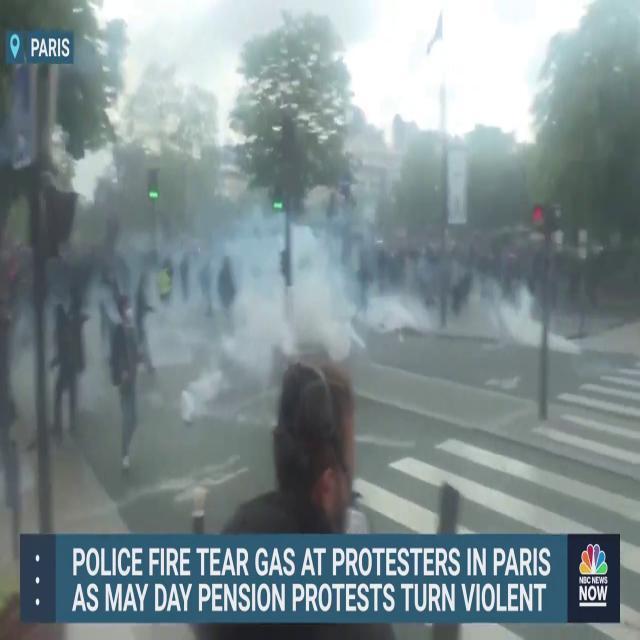 PARIS
POLICE FIRE TEAR GAS AT PROTESTERS IN PARIS
AS MAY DAY PENSION PROTESTS TURN VIOLENT
NBC NEWS
NOW